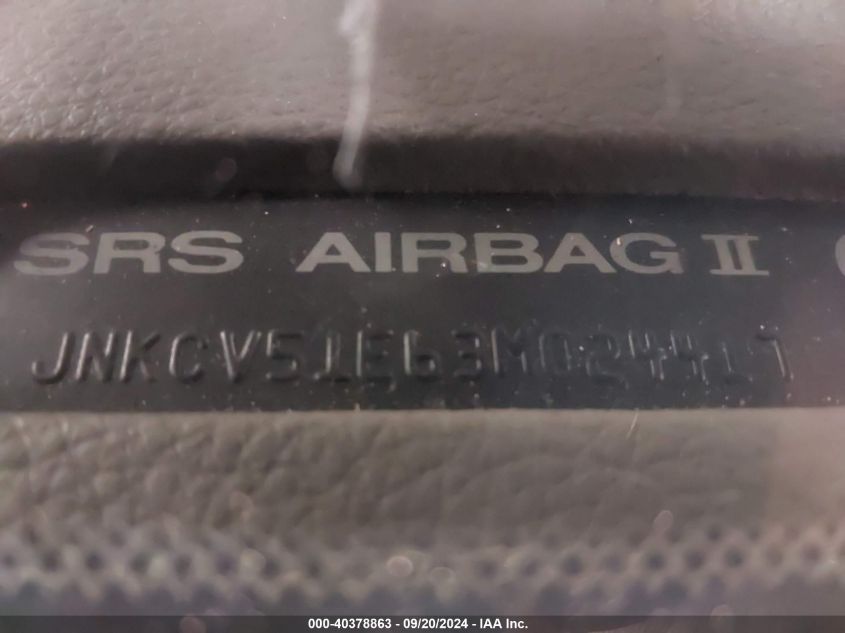 SRS AIRBAG II
JNKCV51E63M024417
000-40378863 - 09/20/2024 - IAA Inc.